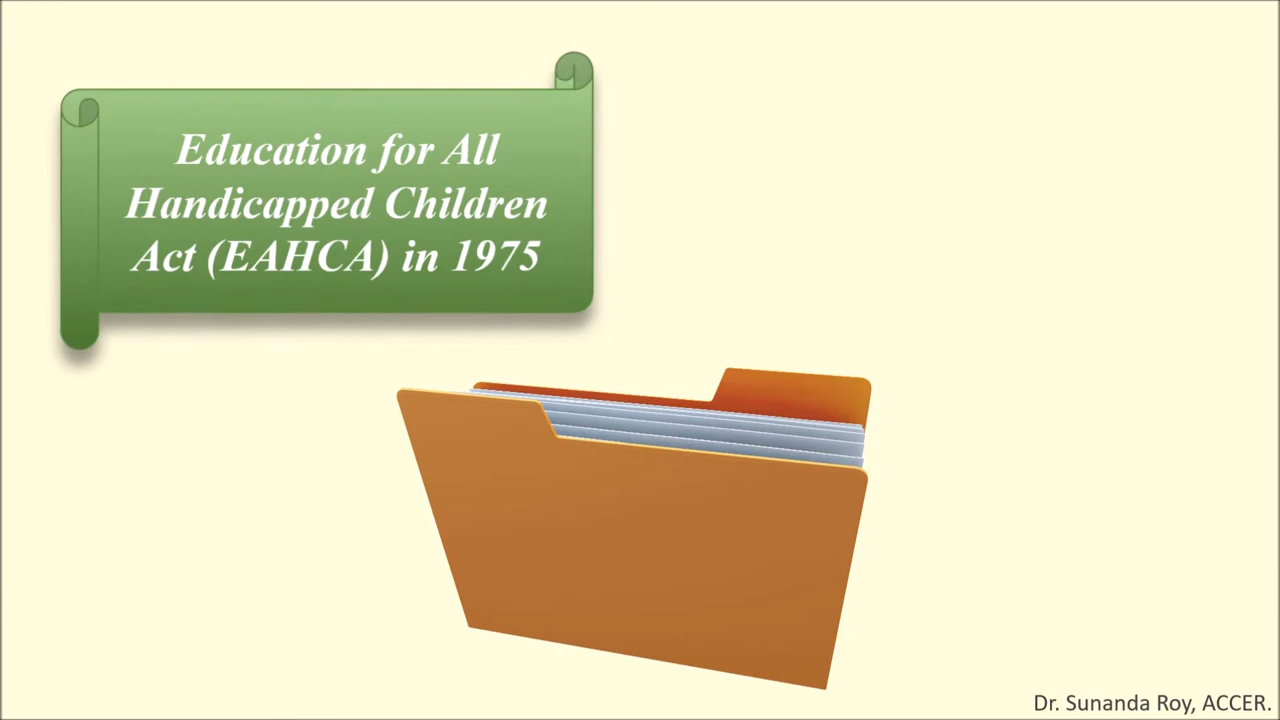 Education for All
Handicapped Children
Act (EAHCA) in 1975
Dr. Sunanda Roy, ACCER.